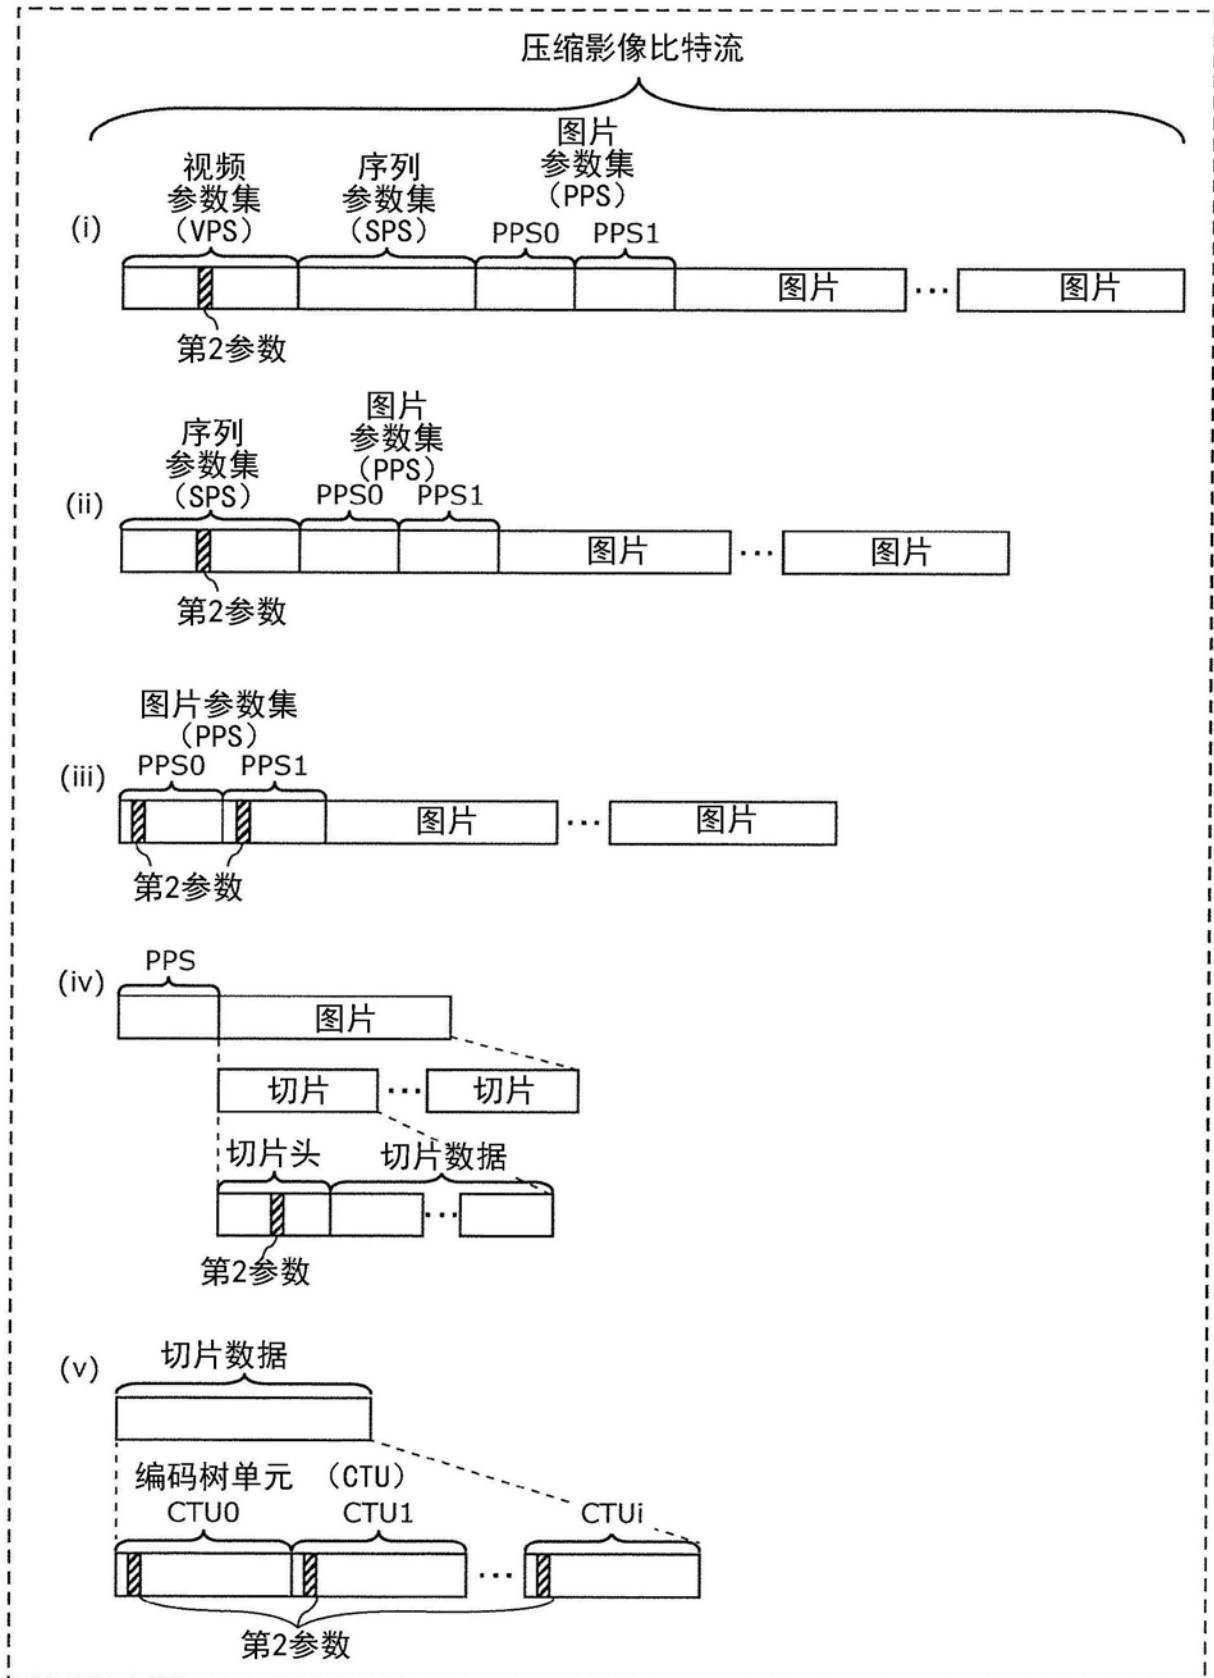 压缩影像比特流
图片
参数集
（PPS）
视频
参数集
（VPS）
序列
参数集
（SPS）
PPS0
PPS1
(i)
图片
···
图片
第2参数
图片
参数集
（PPS）
序列
参数集
（SPS）
PPS0
PPS1
(ii)
图片
···
图片
第2参数
图片参数集
（PPS）
PPS0
PPS1
(iii)
图片
···
图片
第2参数
PPS
(iv)
图片
切片
···
切片
切片头
切片数据
···
第2参数
切片数据
(v)
编码树单元 （CTU）
CTU0
CTU1
CTUi
···
第2参数